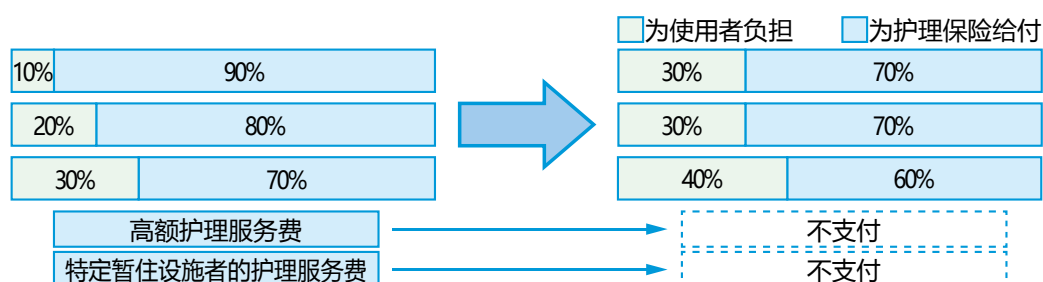 为使用者负担 为护理保险给付
10% 90% 30% 70%
20% 80% 30% 70%
30% 70% 40% 60%
高额护理服务费 不支付
特定暂住设施者的护理服务费 不支付